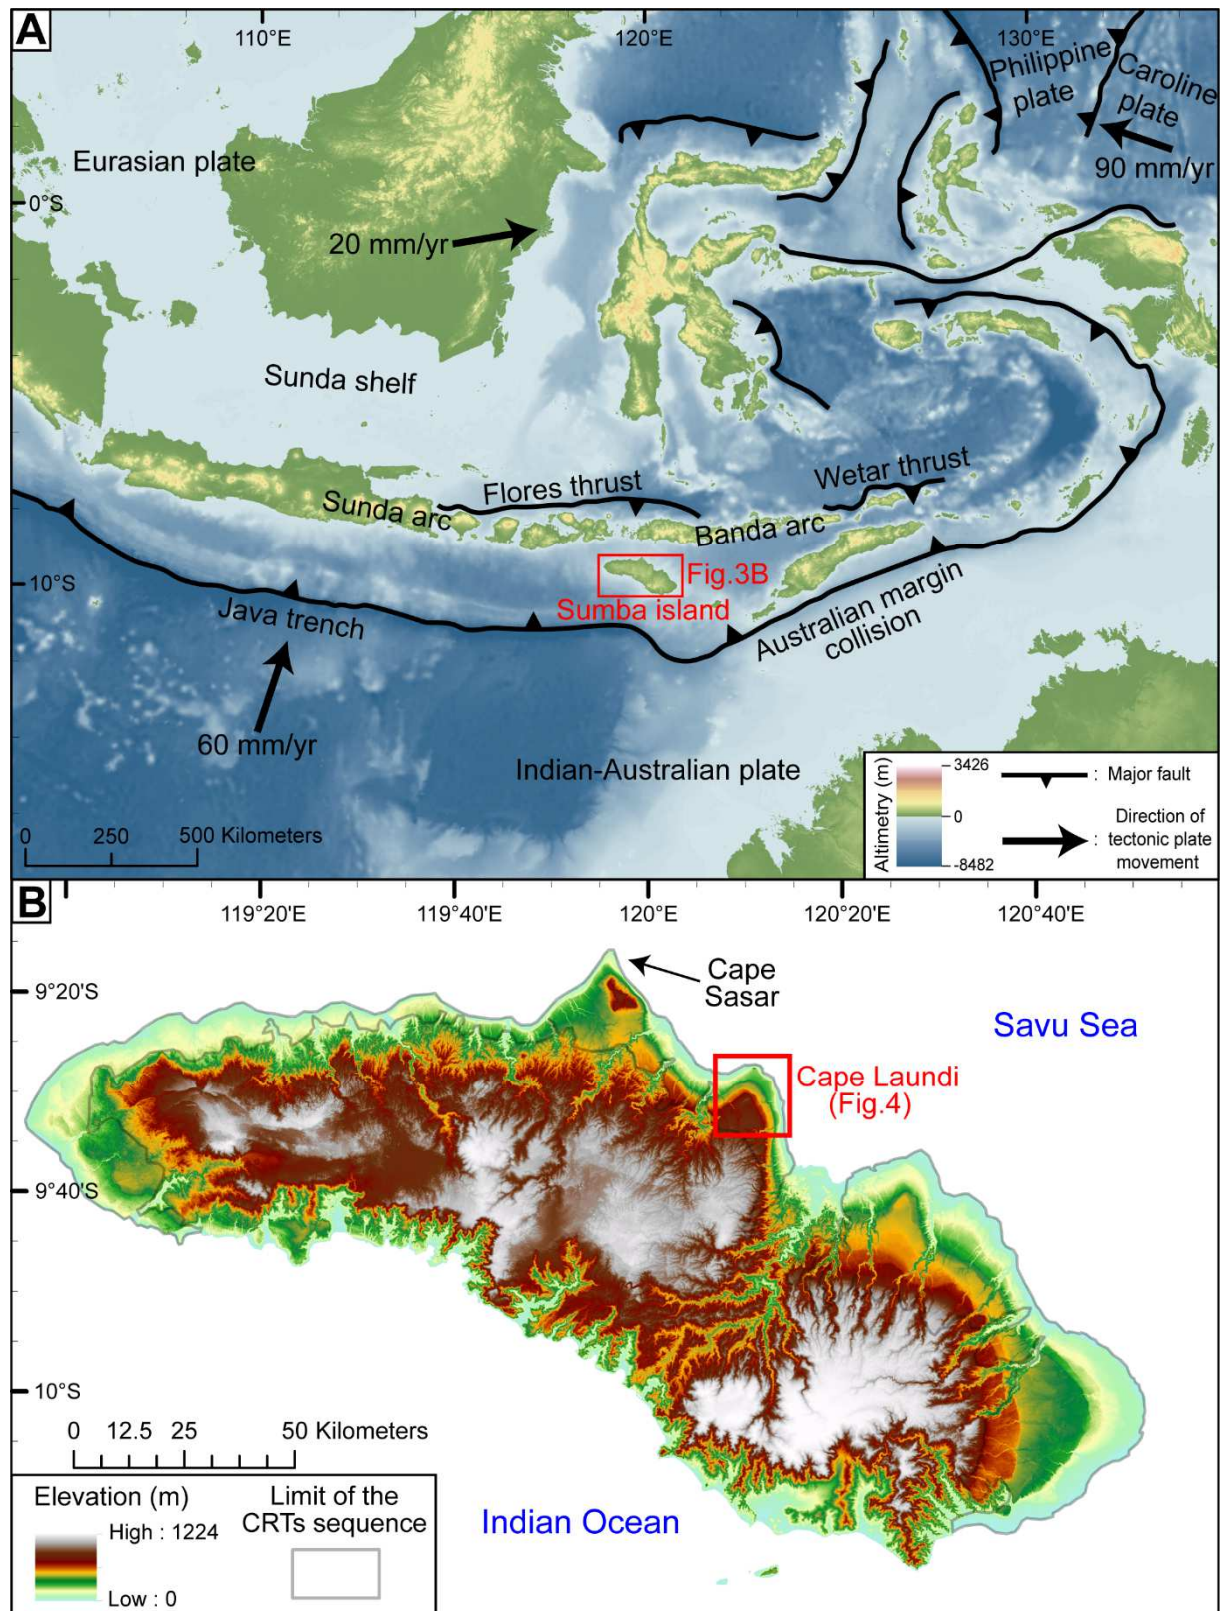 A
110°E
120°E
130°E
Philippine
plate
Caroline
plate
Eurasian plate
90 mm/yr
0°S
20 mm/yr
Sunda shelf
Flores thrust
Wetar thrust
Sunda arc
Banda arc
10°S
Fig.3B
Sumba island
Java trench
Australian margin
collision
60 mm/yr
Indian-Australian plate
0 250 500 Kilometers
Altimetry (m)
3426
0
-8482
: Major fault
Direction of
: tectonic plate
movement
B
119°20'E
119°40'E
120°E
120°20'E
120°40'E
Cape
Sasar
9°20'S
Savu Sea
Cape Laundi
(Fig.4)
9°40'S
10°S
0 12.5 25 50 Kilometers
Elevation (m)
High : 1224
Low : 0
Limit of the
CRTs sequence
Indian Ocean